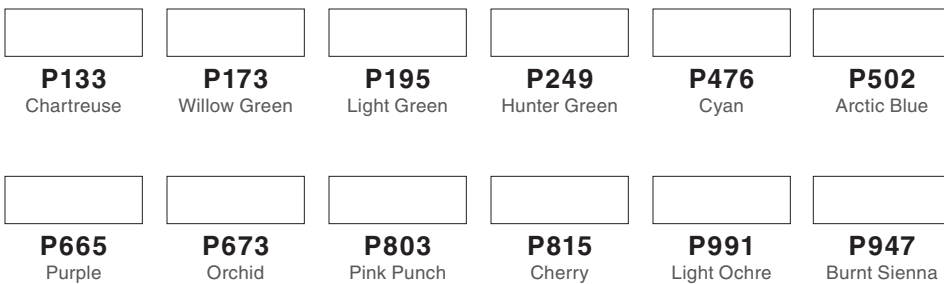 P133 P173 P195 P249 P476 P502
Chartreuse Willow Green Light Green Hunter Green Cyan Arctic Blue
P665 P673 P803 P815 P991 P947
Purple Orchid Pink Punch Cherry Light Ochre Burnt Sienna